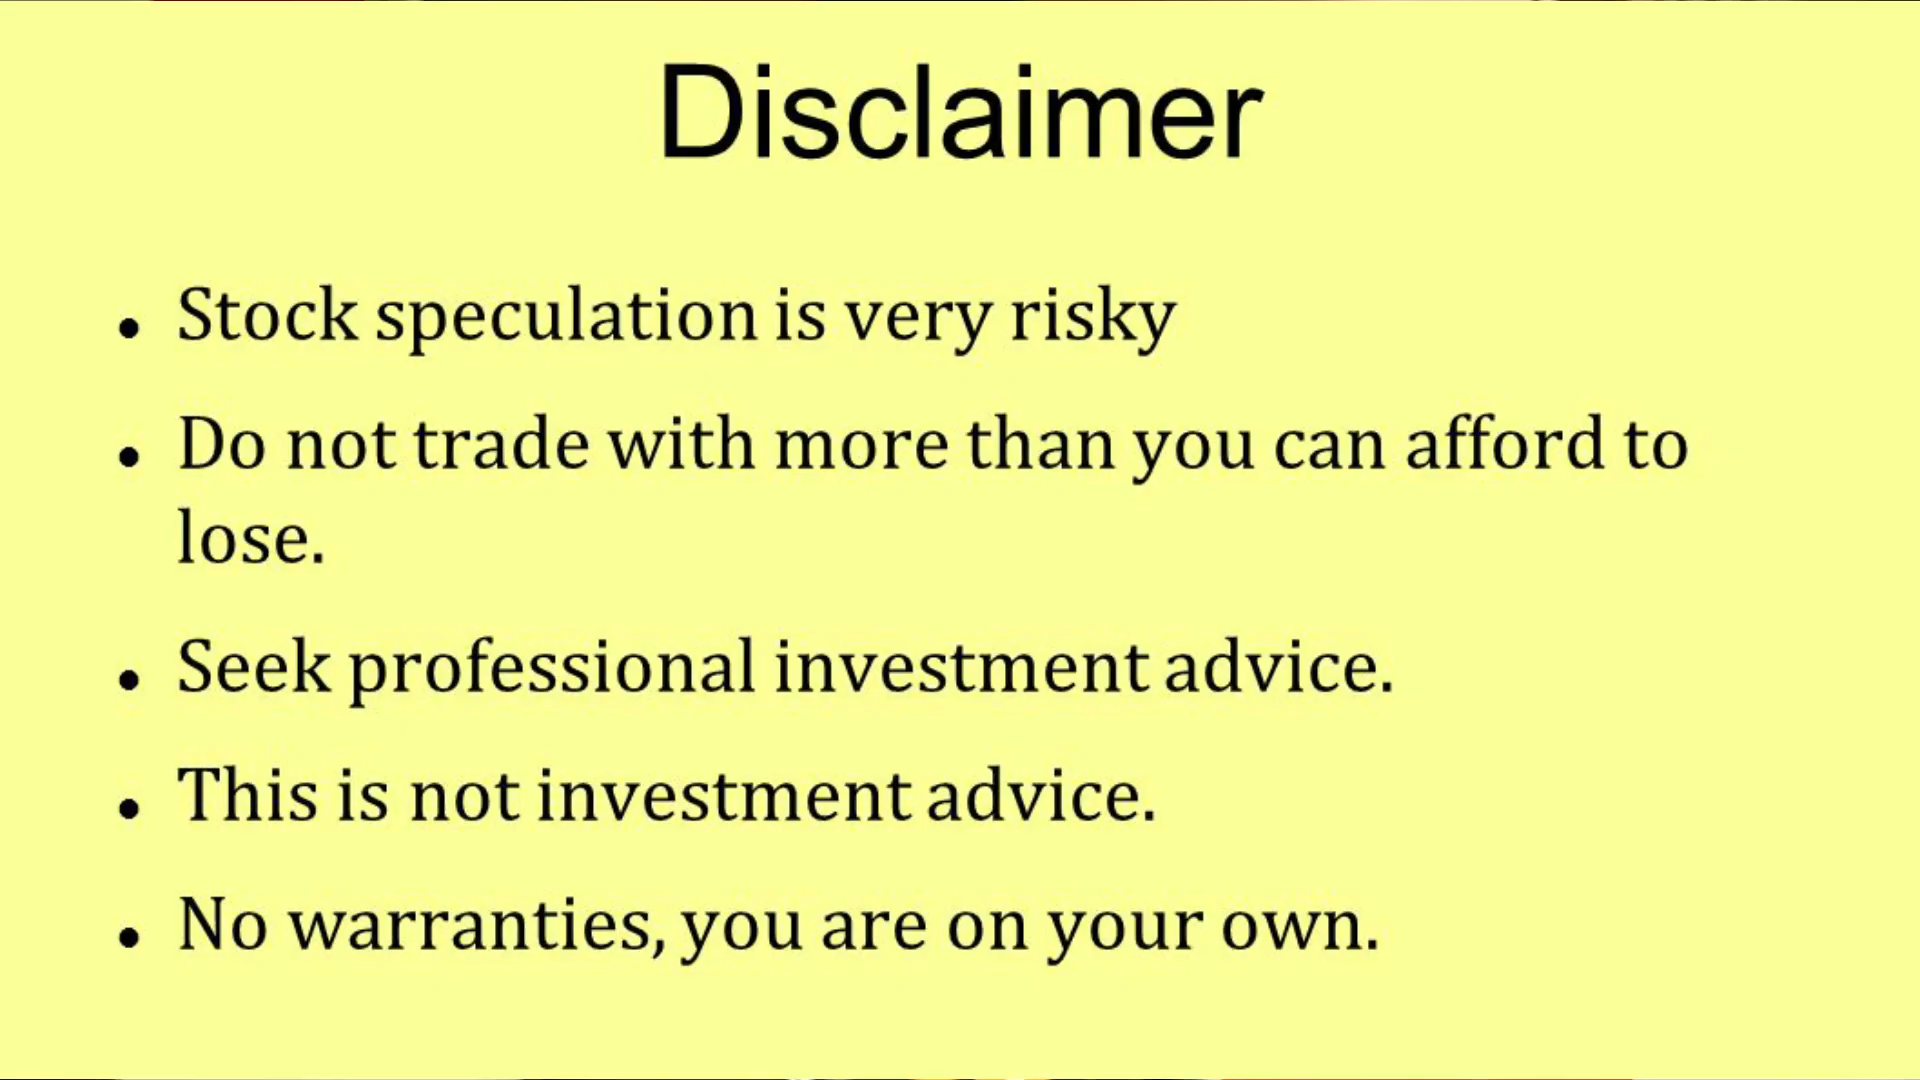 Disclaimer
• Stock speculation is very risky
• Do not trade with more than you can afford to
lose.
• Seek professional investment advice.
• This is not investment advice.
• No warranties, you are on your own.